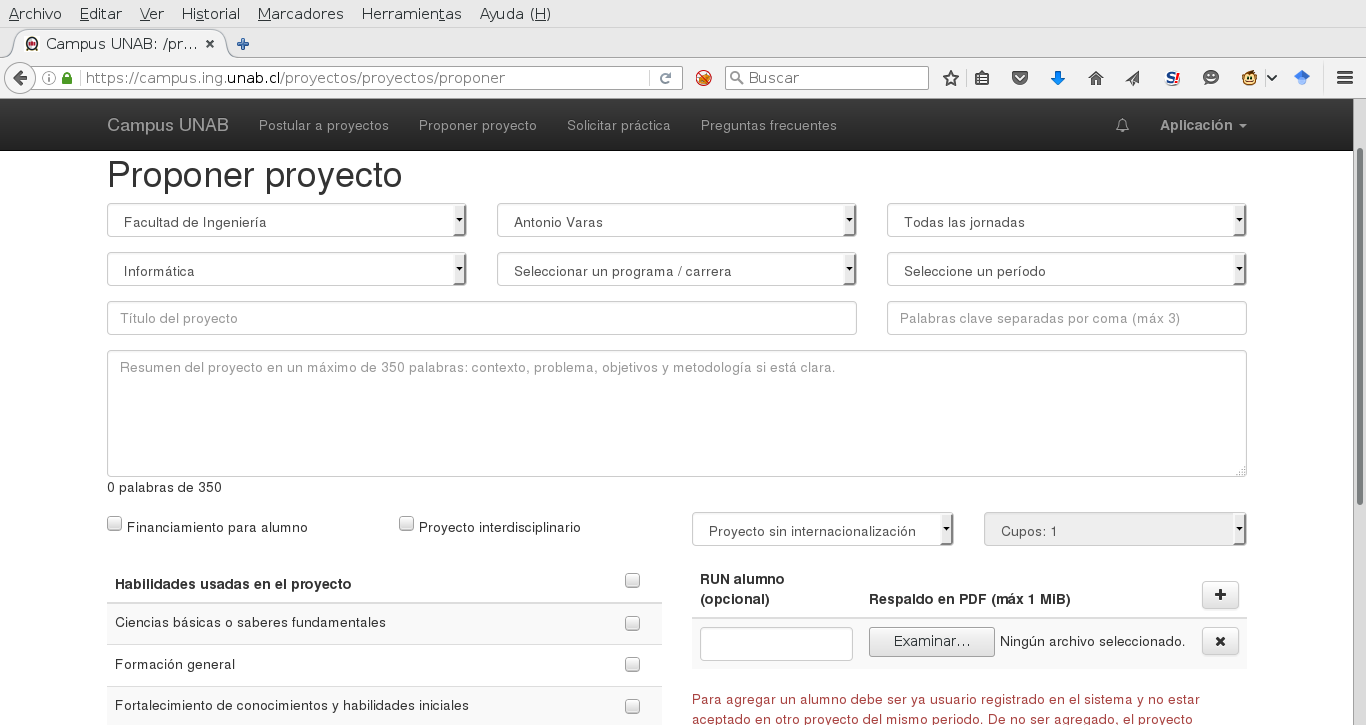 Archivo Editar Ver Historial Marcadores Herramientas Ayuda (H)
Campus UNAB: /pr...
https://campus.ing.unab.cl/proyectos/proyectos/proponer
Buscar
Campus UNAB Postular a proyectos Proponer proyecto Solicitar práctica Preguntas frecuentes Aplicación
Proponer proyecto
Facultad de Ingeniería Antonio Varas Todas las jornadas
Informática Seleccionar un programa / carrera Seleccione un período
Título del proyecto Palabras clave separadas por coma (máx 3)
Resumen del proyecto en un máximo de 350 palabras: contexto, problema, objetivos y metodología si está clara.
0 palabras de 350
Financiamiento para alumno Proyecto interdisciplinario Proyecto sin internacionalización Cupos: 1
Habilidades usadas en el proyecto
Ciencias básicas o saberes fundamentales
Formación general
Fortalecimiento de conocimientos y habilidades iniciales
RUN alumno
(opcional) Respaldo en PDF (máx 1 MiB)
Examinar... Ningún archivo seleccionado.
Para agregar un alumno debe ser ya usuario registrado en el sistema y no estar
aceptado en otro proyecto del mismo periodo. De no ser agregado, el proyecto